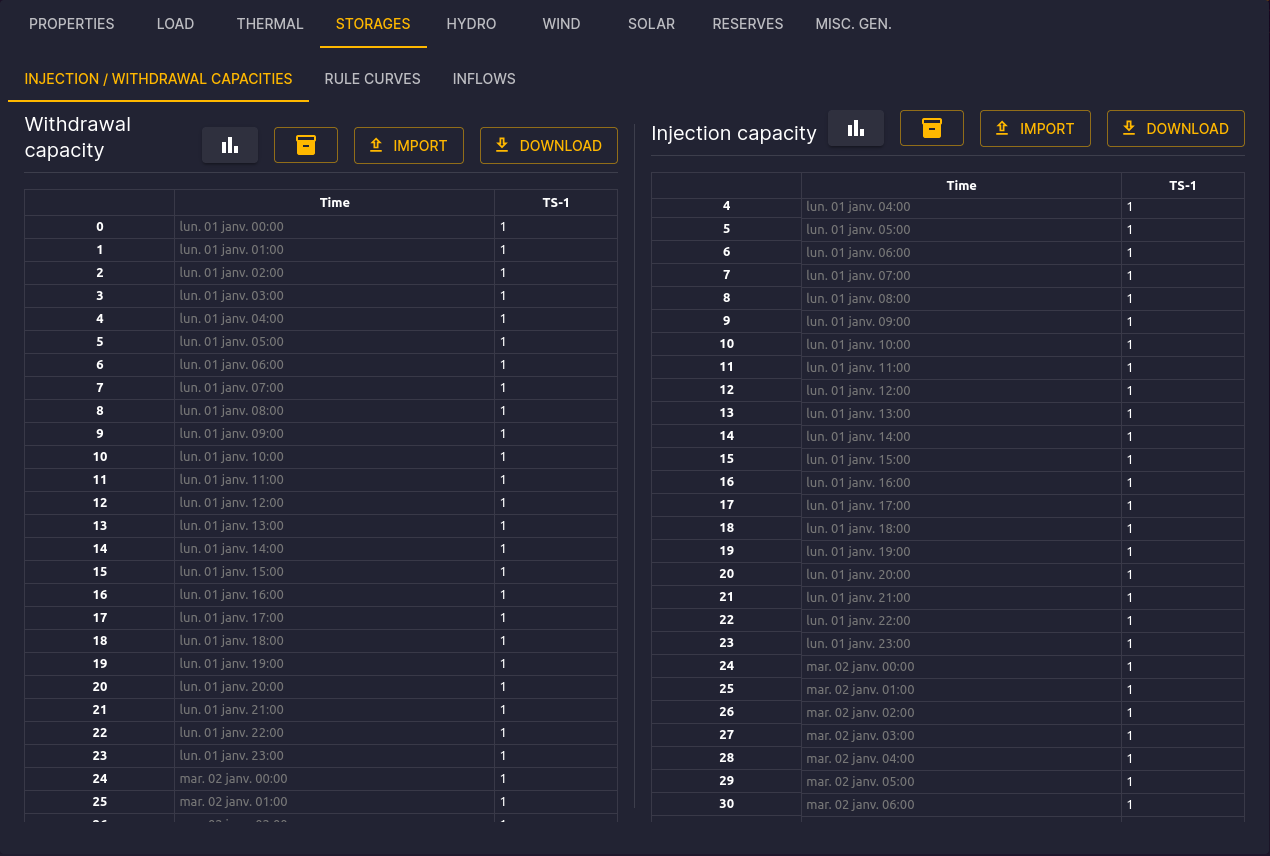 PROPERTIES LOAD THERMAL STORAGES HYDRO WIND SOLAR RESERVES MISC. GEN.
INJECTION / WITHDRAWAL CAPACITIES RULE CURVES INFLOWS
Withdrawal
capacity
IMPORT DOWNLOAD
Time TS-1
0 lun. 01 janv. 00:00 1
1 lun. 01 janv. 01:00 1
2 lun. 01 janv. 02:00 1
3 lun. 01 janv. 03:00 1
4 lun. 01 janv. 04:00 1
5 lun. 01 janv. 05:00 1
6 lun. 01 janv. 06:00 1
7 lun. 01 janv. 07:00 1
8 lun. 01 janv. 08:00 1
9 lun. 01 janv. 09:00 1
10 lun. 01 janv. 10:00 1
11 lun. 01 janv. 11:00 1
12 lun. 01 janv. 12:00 1
13 lun. 01 janv. 13:00 1
14 lun. 01 janv. 14:00 1
15 lun. 01 janv. 15:00 1
16 lun. 01 janv. 16:00 1
17 lun. 01 janv. 17:00 1
18 lun. 01 janv. 18:00 1
19 lun. 01 janv. 19:00 1
20 lun. 01 janv. 20:00 1
21 lun. 01 janv. 21:00 1
22 lun. 01 janv. 22:00 1
23 lun. 01 janv. 23:00 1
24 mar. 02 janv. 00:00 1
25 mar. 02 janv. 01:00 1
Injection capacity
IMPORT DOWNLOAD
Time TS-1
4 lun. 01 janv. 04:00 1
5 lun. 01 janv. 05:00 1
6 lun. 01 janv. 06:00 1
7 lun. 01 janv. 07:00 1
8 lun. 01 janv. 08:00 1
9 lun. 01 janv. 09:00 1
10 lun. 01 janv. 10:00 1
11 lun. 01 janv. 11:00 1
12 lun. 01 janv. 12:00 1
13 lun. 01 janv. 13:00 1
14 lun. 01 janv. 14:00 1
15 lun. 01 janv. 15:00 1
16 lun. 01 janv. 16:00 1
17 lun. 01 janv. 17:00 1
18 lun. 01 janv. 18:00 1
19 lun. 01 janv. 19:00 1
20 lun. 01 janv. 20:00 1
21 lun. 01 janv. 21:00 1
22 lun. 01 janv. 22:00 1
23 lun. 01 janv. 23:00 1
24 mar. 02 janv. 00:00 1
25 mar. 02 janv. 01:00 1
26 mar. 02 janv. 02:00 1
27 mar. 02 janv. 03:00 1
28 mar. 02 janv. 04:00 1
29 mar. 02 janv. 05:00 1
30 mar. 02 janv. 06:00 1